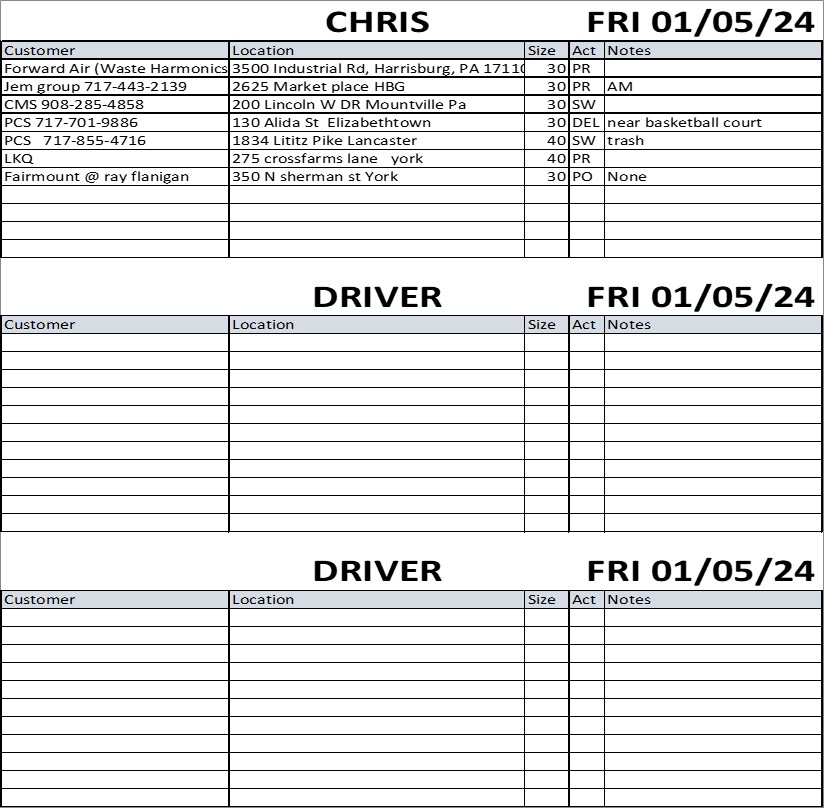 CHRIS FRI 01/05/24
Customer Location Size Act Notes
Forward Air (Waste Harmonics 3500 Industrial Rd, Harrisburg, PA 17110 30 PR
Jem group 717-443-2139 2625 Market place HBG 30 PR AM
CMS 908-285-4858 200 Lincoln W DR Mountville Pa 30 SW
PCS 717-701-9886 130 Alida St Elizabethtown 30 DEL near basketball court
PCS 717-855-4716 1834 Lititz Pike Lancaster 40 SW trash
LKQ 275 crossfarms lane york 40 PR
Fairmount @ ray flanigan 350 N sherman st York 30 PO None
DRIVER FRI 01/05/24
Customer Location Size Act Notes
DRIVER FRI 01/05/24
Customer Location Size Act Notes